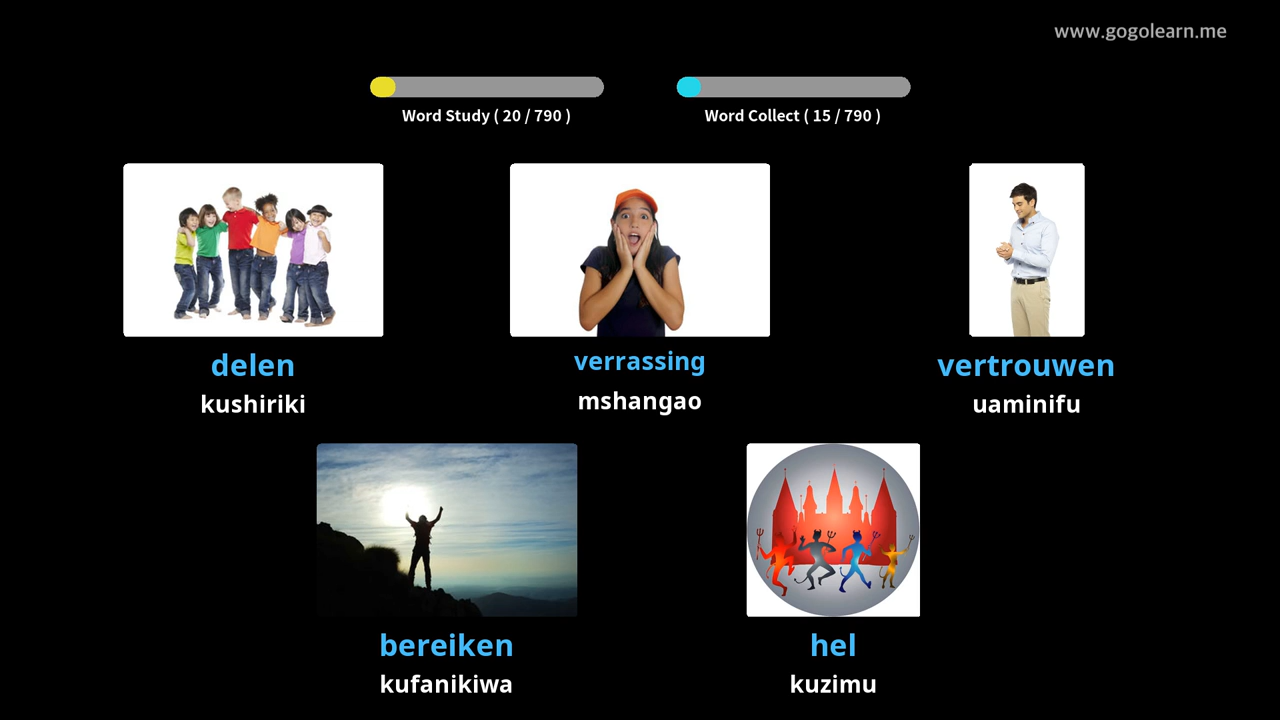 www.gogolearn.me
Word Study ( 20 / 790 )
Word Collect ( 15 / 790 )
delen
kushiriki
verrassing
mshangao
vertrouwen
uaminifu
bereiken
kufanikiwa
hel
kuzimu